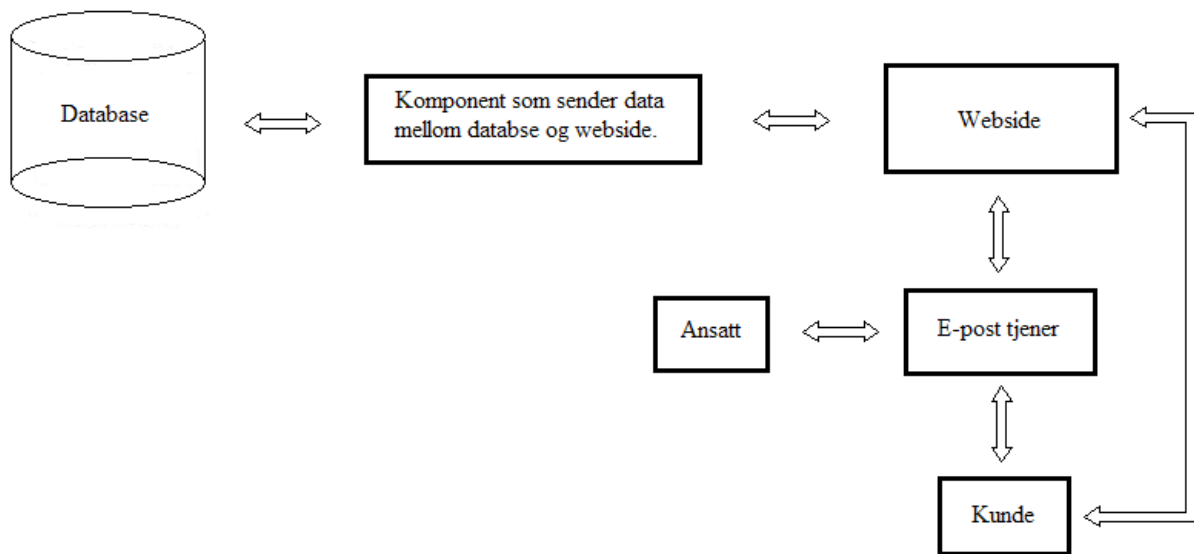 Database
Komponent som sender data
mellom databse og webside.
Webside
Ansatt
E-post tjener
Kunde